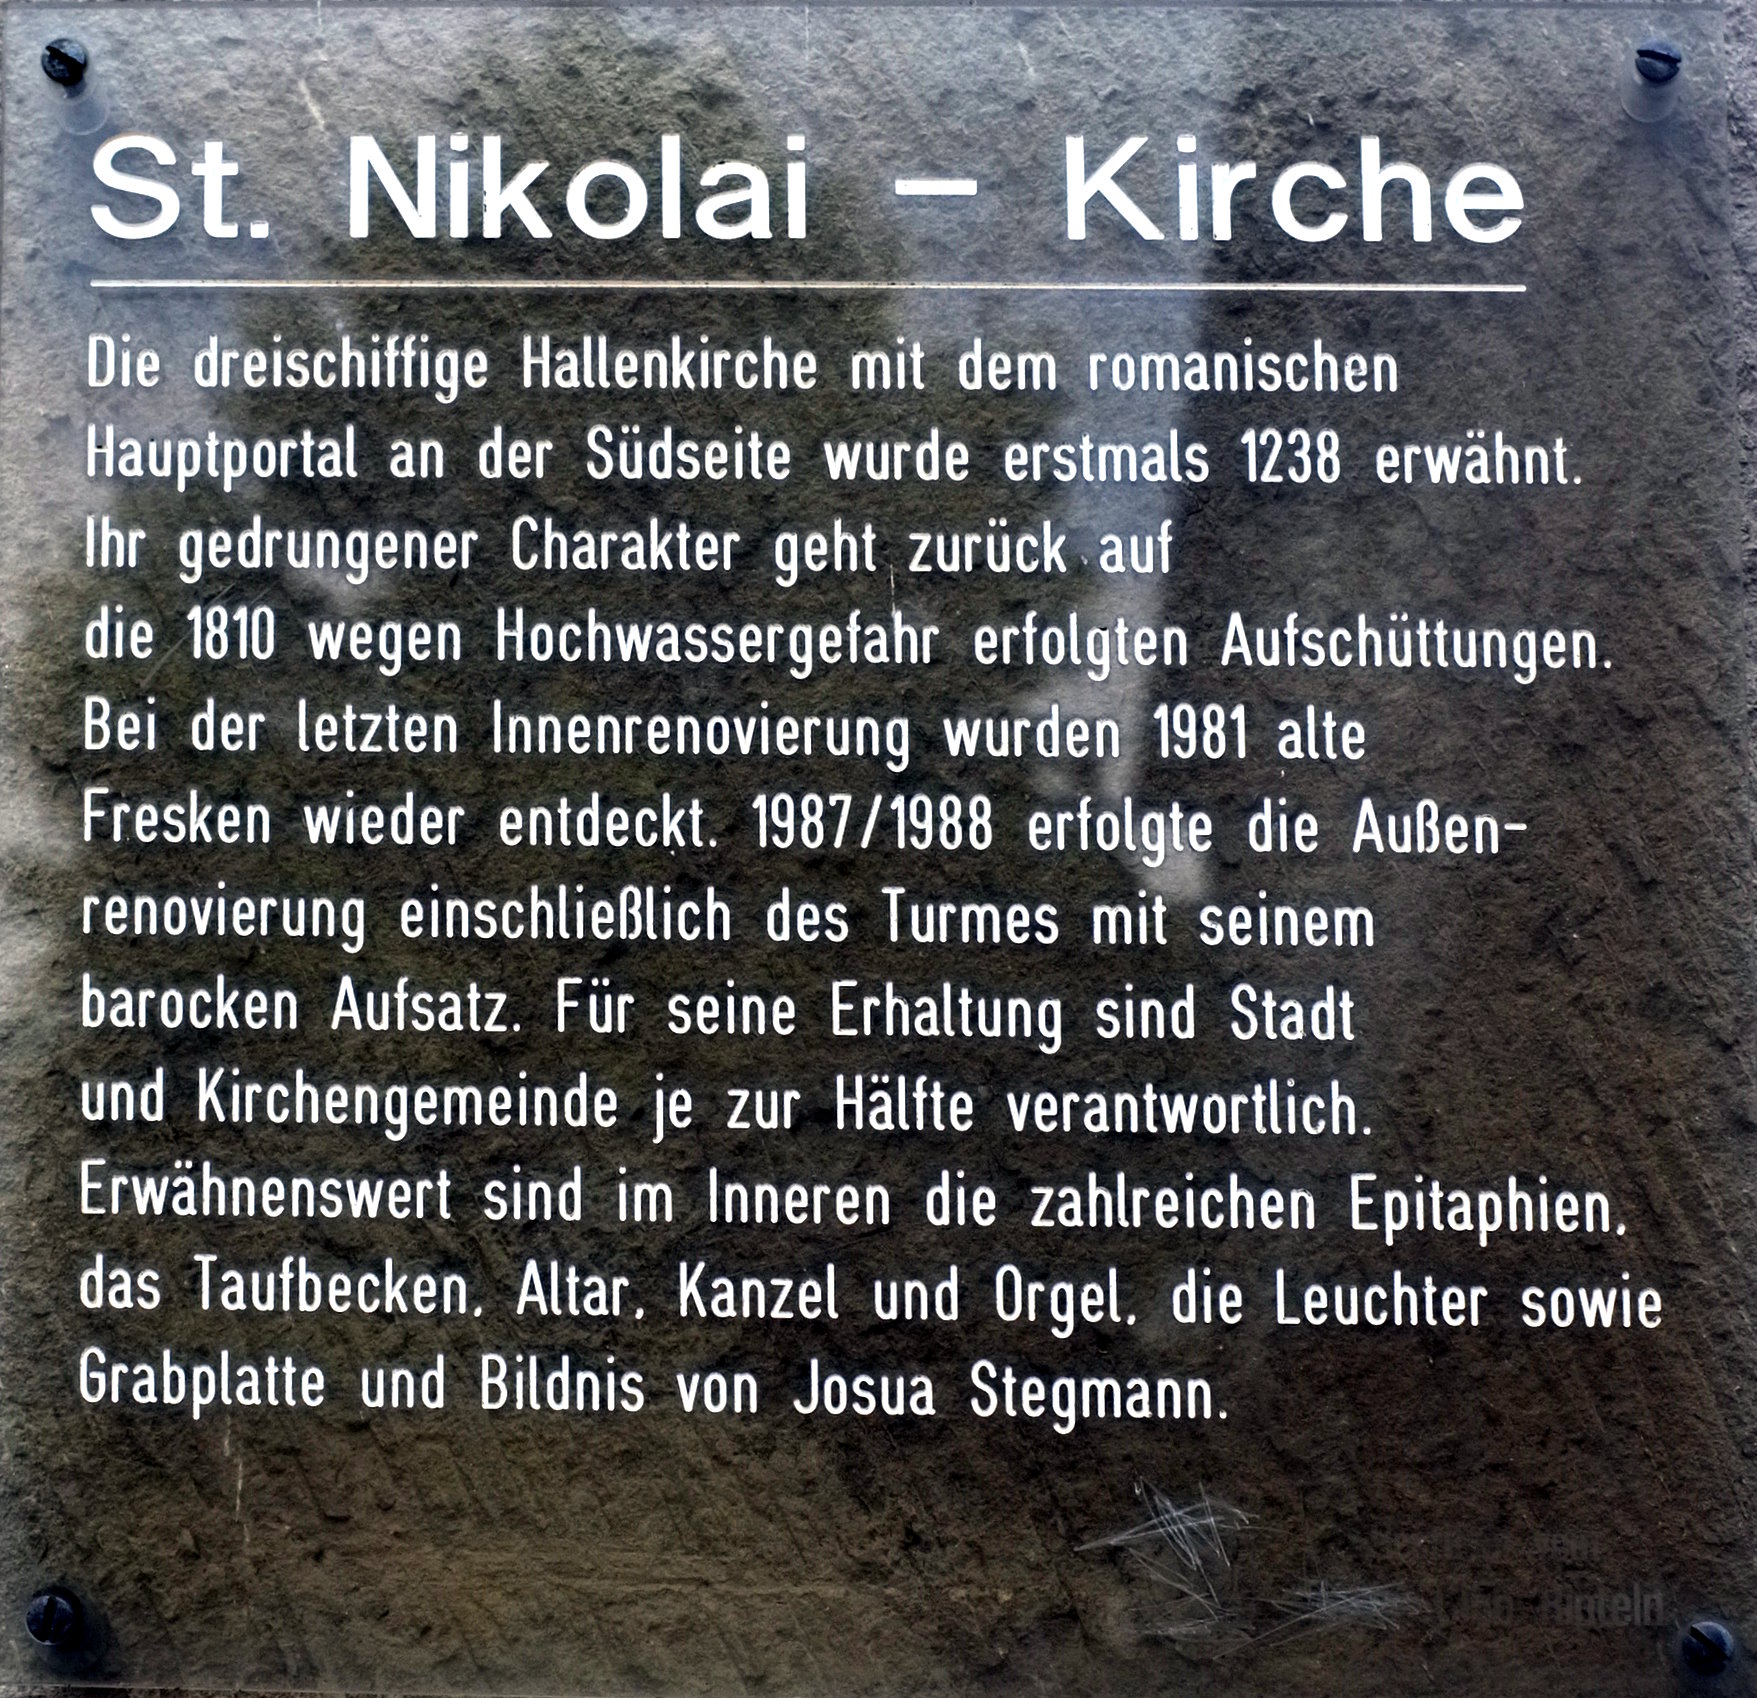 St. Nikolai – Kirche
Die dreischiffige Hallenkirche mit dem romanischen
Hauptportal an der Südseite wurde erstmals 1238 erwähnt.
Ihr gedrungener Charakter geht zurück auf
die 1810 wegen Hochwassergefahr erfolgten Aufschüttungen.
Bei der letzten Innenrenovierung wurden 1981 alte
Fresken wieder entdeckt. 1987/1988 erfolgte die Außen-
renovierung einschließlich des Turmes mit seinem
barocken Aufsatz. Für seine Erhaltung sind Stadt
und Kirchengemeinde je zur Hälfte verantwortlich.
Erwähnenswert sind im Inneren die zahlreichen Epitaphien,
das Taufbecken, Altar, Kanzel und Orgel, die Leuchter sowie
Grabplatte und Bildnis von Josua Stegmann.
Rinteln